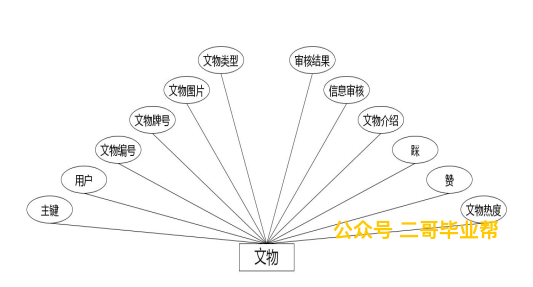 文物类型
审核结果
文物图片
信息审核
文物牌号
文物介绍
文物编号
踩
用户
赞
主键
文物热度
公众号 二哥毕业帮
文物